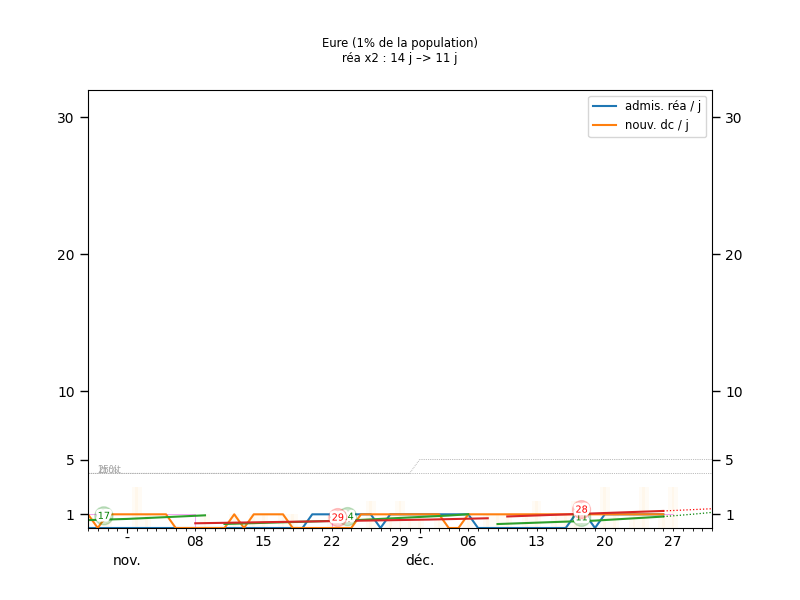 Eure (1% de la population)
réa x2 : 14 j –> 11 j
admis. réa / j
nouv. dc / j
30 30
20 20
10 10
5 5
1 1
17
29
4
28
- 08 15 22 29 - 06 13 20 27
nov. déc.